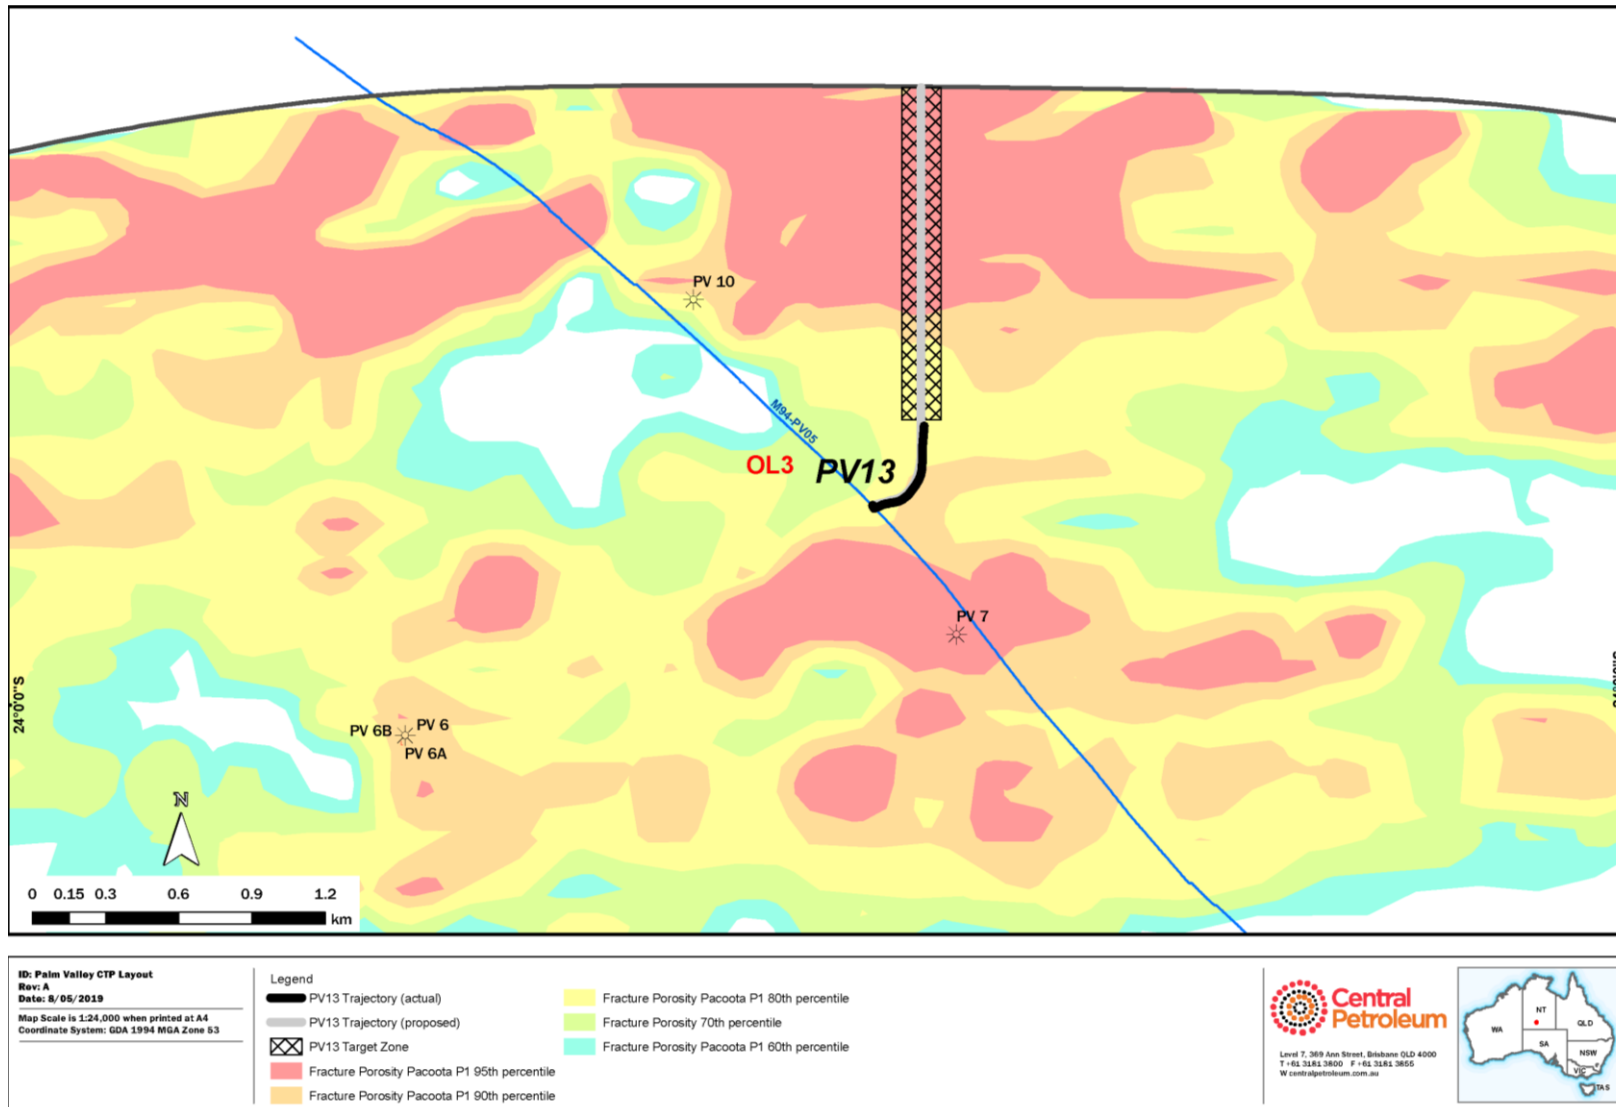 PV 10
M94-PV05
OL3
PV13
PV 7
24°0'0"S
PV 6B
PV 6
PV 6A
N
0 0.15 0.3 0.6 0.9 1.2
km
ID: Palm Valley CTP Layout
Rev: A
Date: 8/05/2019
Map Scale is 1:24,000 when printed at A4
Coordinate System: GDA 1994 MGA Zone 53
Legend
PV13 Trajectory (actual)
PV13 Trajectory (proposed)
PV13 Target Zone
Fracture Porosity Pacoota P1 95th percentile
Fracture Porosity Pacoota P1 90th percentile
Fracture Porosity Pacoota P1 80th percentile
Fracture Porosity 70th percentile
Fracture Porosity Pacoota P1 60th percentile
Central
Petroleum
Level 7, 369 Ann Street, Brisbane QLD 4000
T +61 3181 3800 F +61 3181 3855
W centralpetroleum.com.au
WA
NT
QLD
SA
NSW
VIC
TAS